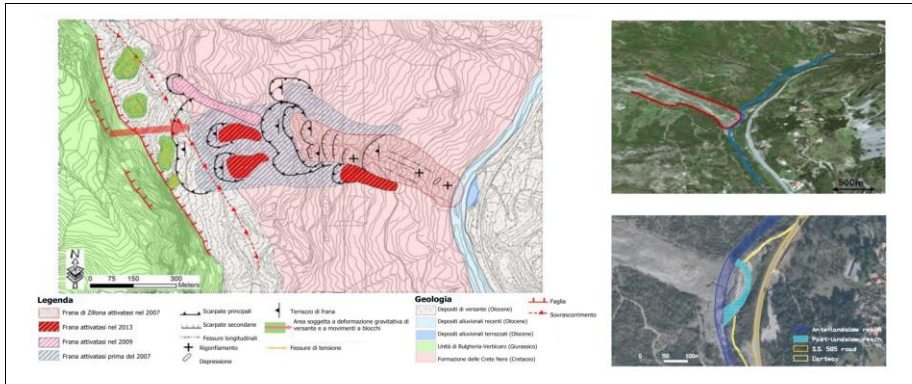 N
0 75 150 300
Meters
Legenda
Frana di Zillona attivatasi nel 2007
Frana attivatasi nel 2013
Frana attivatasi nel 2009
Frana attivatasi prima del 2007
Scarpate principali
Scarpate secondarie
Fessure longitudinali
Rigonfiamento
Depressione
Terrazzo di frana
Area soggetta a deformazione gravitativa di
versante e a movimenti a blocchi
Fessure di tensione
Geologia
Depositi di versante (Olocene)
Depositi alluvionali recenti (Olocene)
Depositi alluvionali terrazzati (Olocene)
Unità di Bulgheria-Verbicaro (Giurassico)
Formazione delle Crete Nere (Cretaceo)
Faglia
Sovrascorrimento
500m
0 50 100m
Antelandslide reach
Post-landslide reach
S.S. 585 road
Cartway